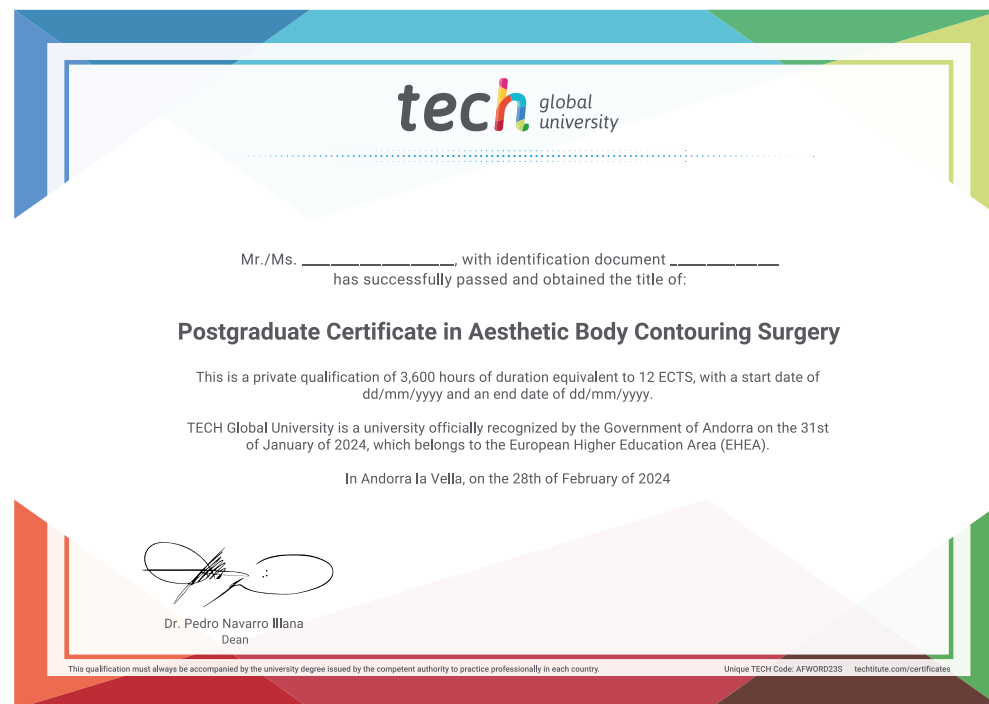 tech global university
Mr./Ms. ____________________, with identification document ______________
has successfully passed and obtained the title of:
Postgraduate Certificate in Aesthetic Body Contouring Surgery
This is a private qualification of 3,600 hours of duration equivalent to 12 ECTS, with a start date of
dd/mm/yyyy and an end date of dd/mm/yyyy.
TECH Global University is a university officially recognized by the Government of Andorra on the 31st
of January of 2024, which belongs to the European Higher Education Area (EHEA).
In Andorra la Vella, on the 28th of February of 2024
Dr. Pedro Navarro Illana
Dean
This qualification must always be accompanied by the university degree issued by the competent authority to practice professionally in each country.
Unique TECH Code: AFWORD23S techtitute.com/certificates